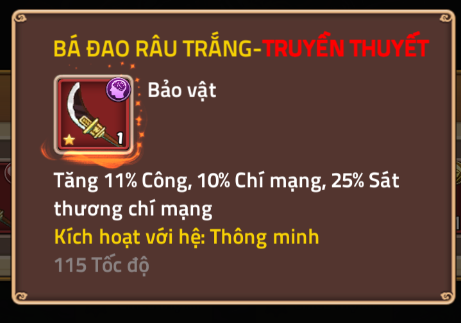 BÁ ĐAO RÂU TRẮNG-TRUYỀN THUYẾT
Bảo vật
1
Tăng 11% Công, 10% Chí mạng, 25% Sát
thương chí mạng
Kích hoạt với hệ: Thông minh
115 Tốc độ